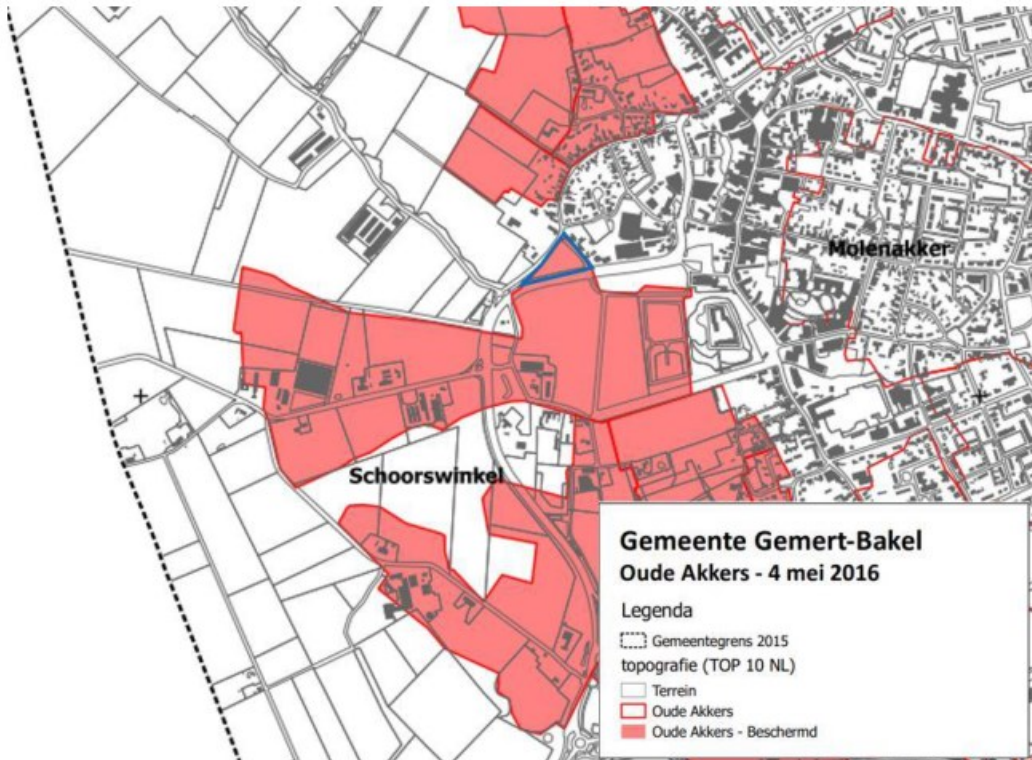 Molenakker
Schoorswinkel
Gemeente Gemert-Bakel
Oude Akkers - 4 mei 2016
Legenda
Gemeentegrens 2015
topografie (TOP 10 NL)
Terrein
Oude Akkers
Oude Akkers - Beschermd